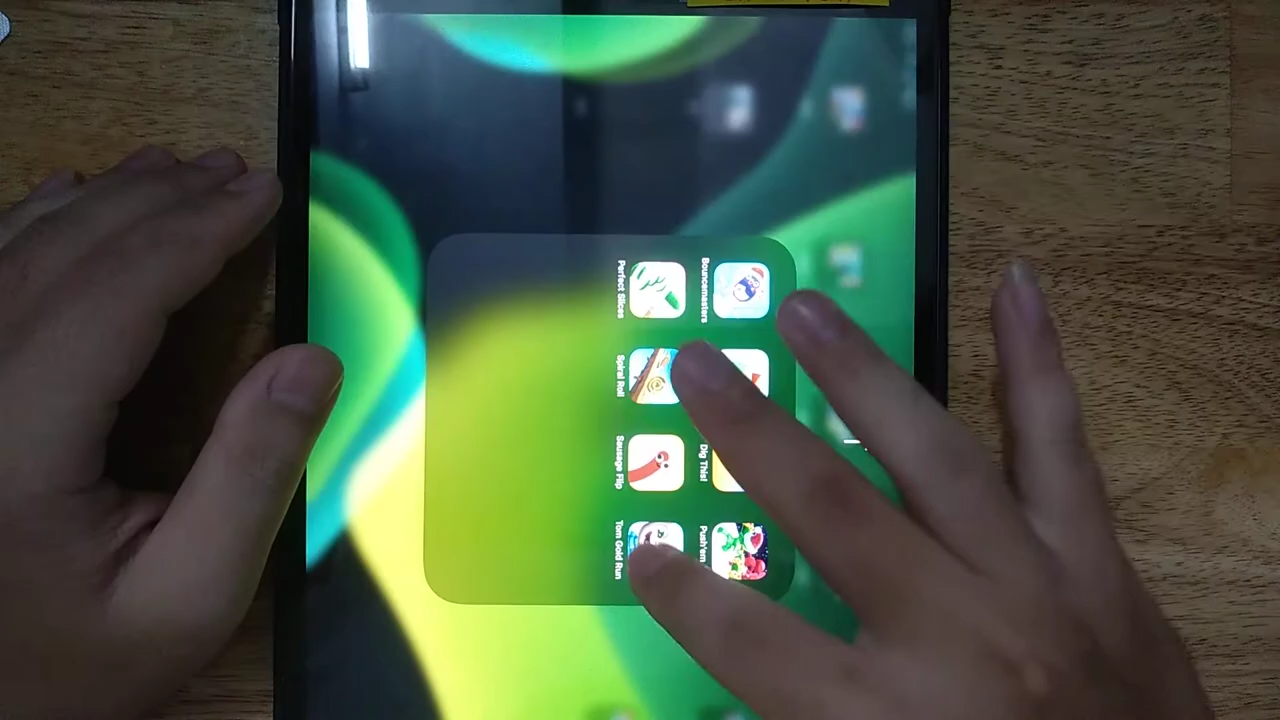 Bouncemasters
Dig This!
Push'em
Perfect Slices
Spiral Roll
Sausage Flip
Tom Gold Run